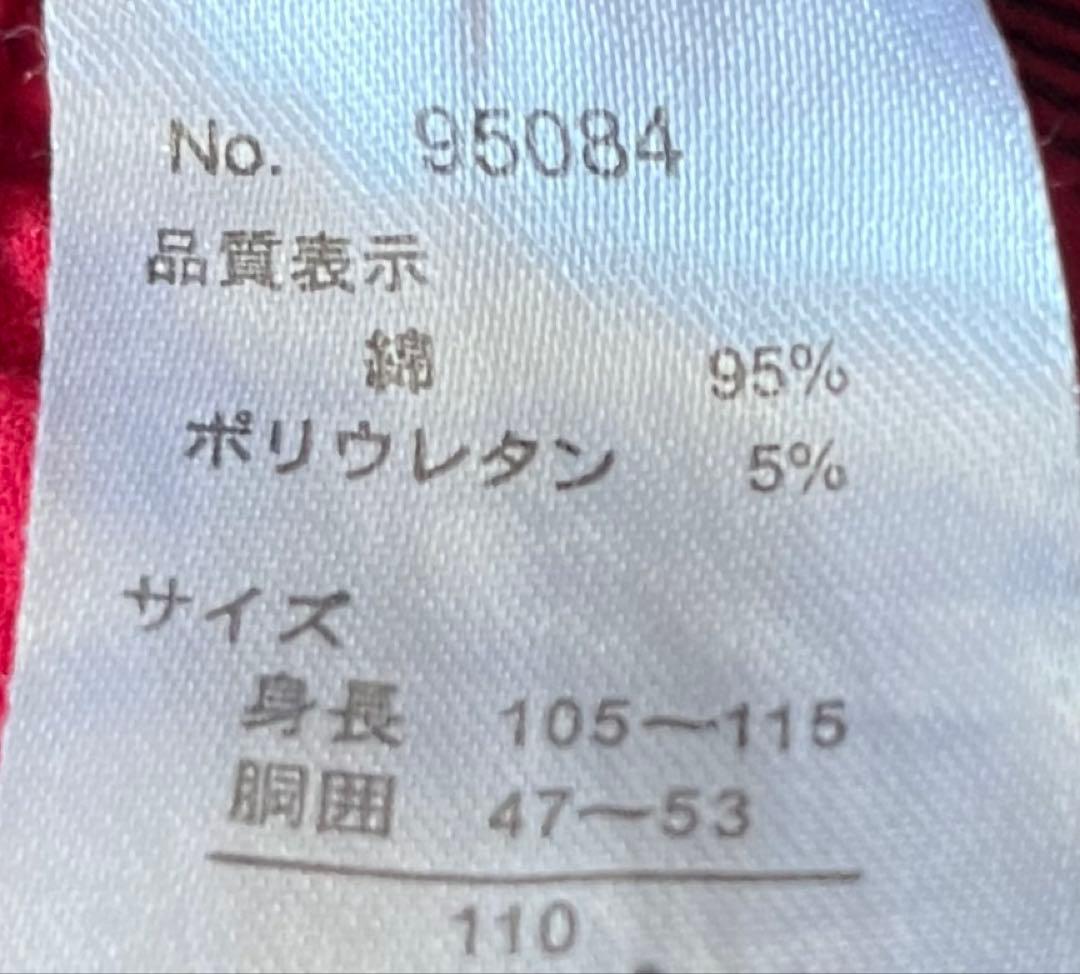 No. 95084
品質表示
綿 95%
ポリウレタン 5%
サイズ
身長 105〜115
胴囲 47〜53
110